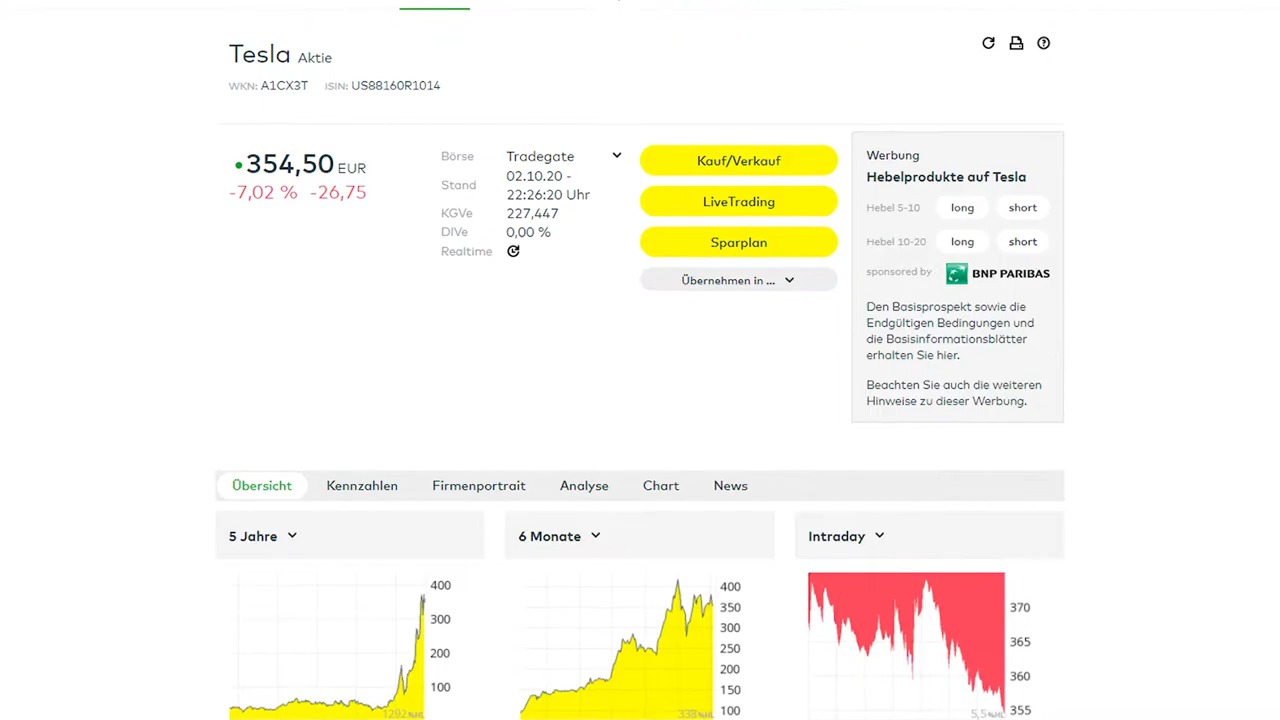 Tesla Aktie
WKN: A1CX3T ISIN: US88160R1014
354,50 EUR
-7,02 % -26,75
Börse Tradegate
Stand 02.10.20 -
22:26:20 Uhr
KGVe 227,447
DIVe 0,00 %
Realtime
Kauf/Verkauf
LiveTrading
Sparplan
Übernehmen in ...
Werbung
Hebelprodukte auf Tesla
Hebel 5-10 long short
Hebel 10-20 long short
sponsored by BNP PARIBAS
Den Basisprospekt sowie die
Endgültigen Bedingungen und
die Basisinformationsblätter
erhalten Sie hier.
Beachten Sie auch die weiteren
Hinweise zu dieser Werbung.
Übersicht Kennzahlen Firmenportrait Analyse Chart News
5 Jahre
400
300
200
100
6 Monate
400
350
300
250
200
150
100
Intraday
370
365
360
355